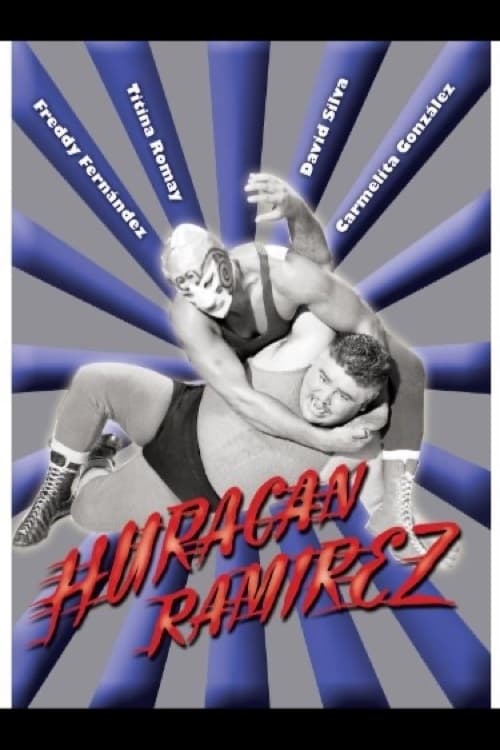 Freddy Fernández
Titina Romay
David Silva
Carmelita González
HURACAN
RAMIREZ